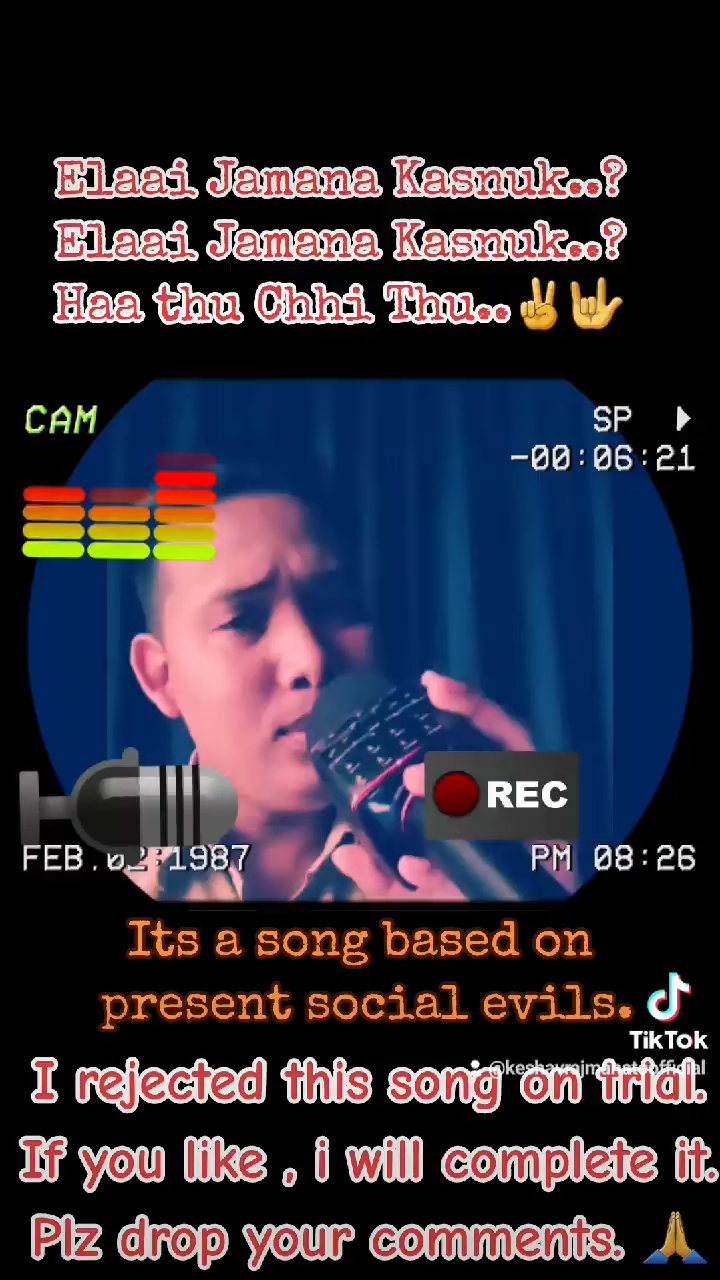 Elaai Jamana Kasnuk..?
Elaai Jamana Kasnuk..?
Haa thu Chhi Thu..✌️🤟
CAM
SP
-00:06:21
REC
FEB.02:1987
PM 08:26
Its a song based on
present social evils.
TikTok
@keshavrajmahatoofficial
I rejected this song on trial.
If you like , i will complete it.
Plz drop your comments. 🙏